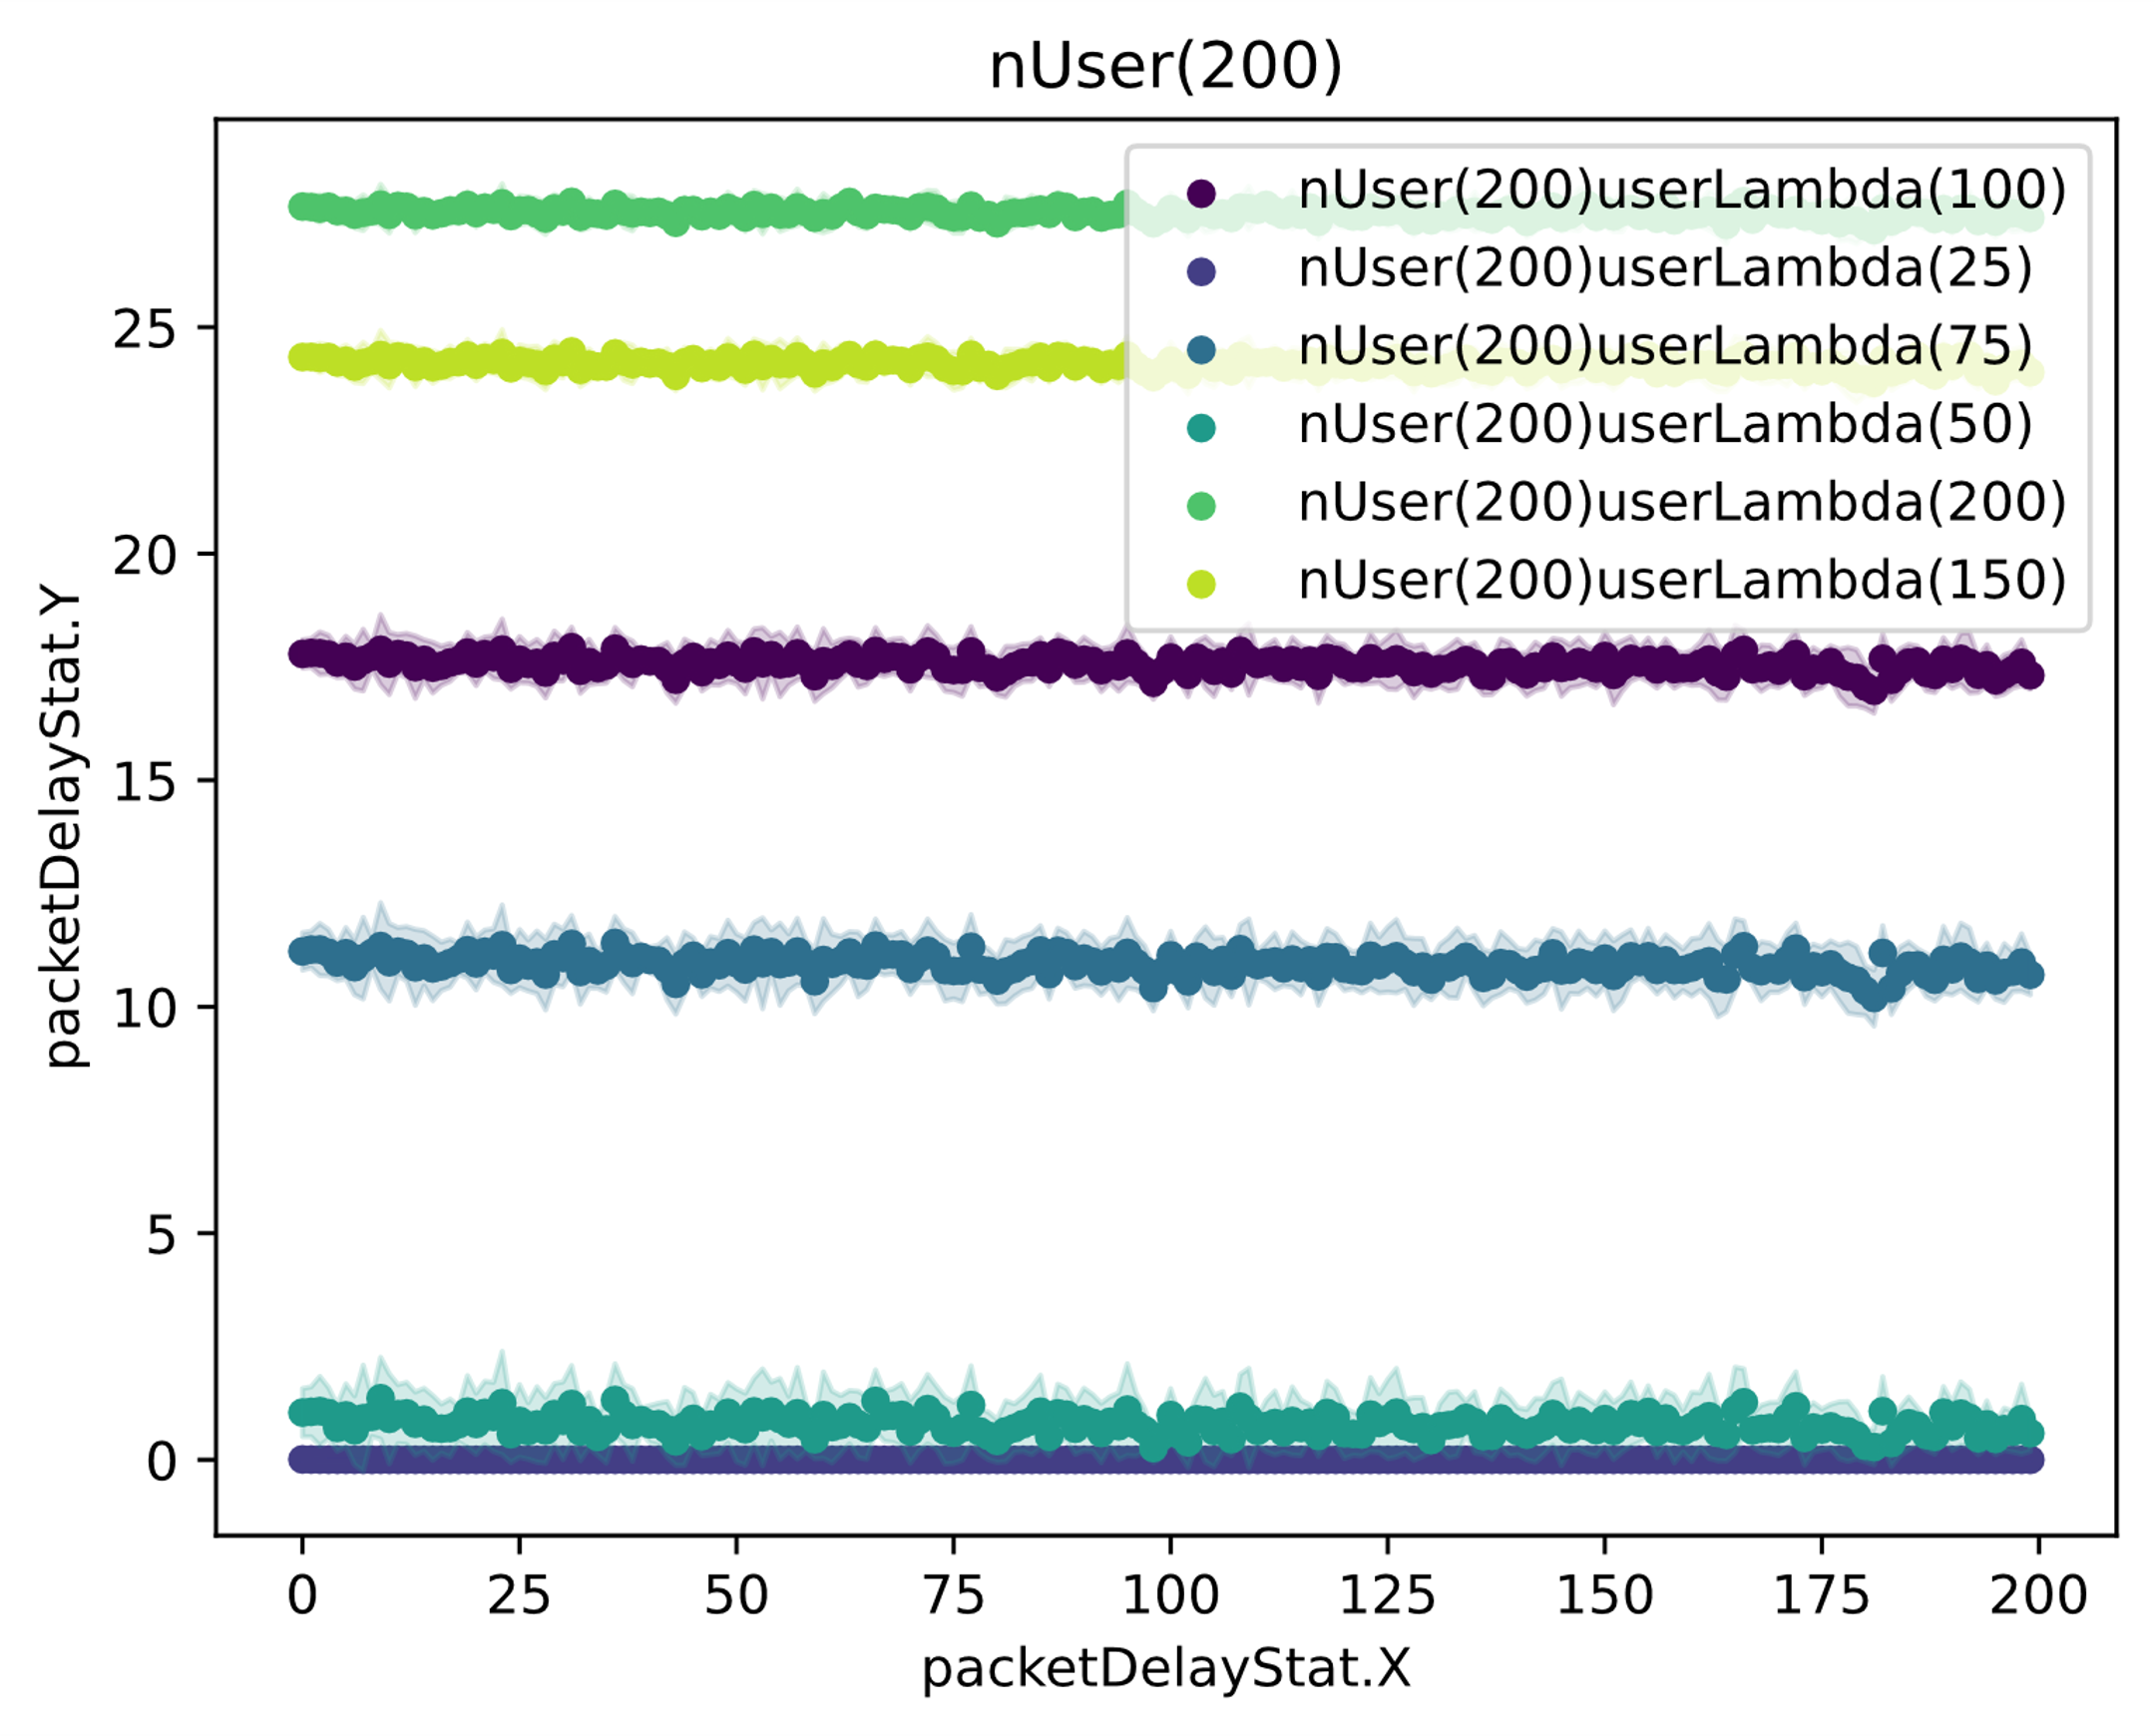 nUser(200)
nUser(200)userLambda(100)
nUser(200)userLambda(25)
nUser(200)userLambda(75)
nUser(200)userLambda(50)
nUser(200)userLambda(200)
nUser(200)userLambda(150)
packetDelayStat.Y
25
20
15
10
5
0
0 25 50 75 100 125 150 175 200
packetDelayStat.X